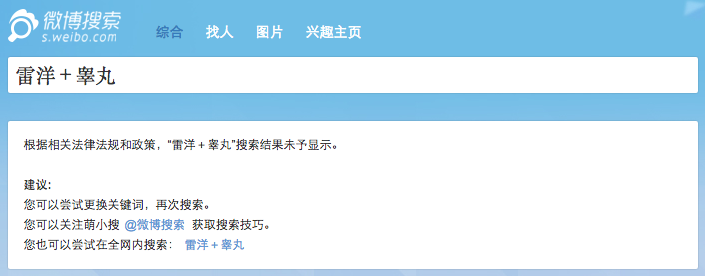 微博搜索
s.weibo.com
综合 找人 图片 兴趣主页
雷洋＋睾丸
根据相关法律法规和政策，“雷洋＋睾丸”搜索结果未予显示。
建议:
您可以尝试更换关键词，再次搜索。
您可以关注萌小搜 @微博搜索 获取搜索技巧。
您也可以尝试在全网内搜索： 雷洋＋睾丸